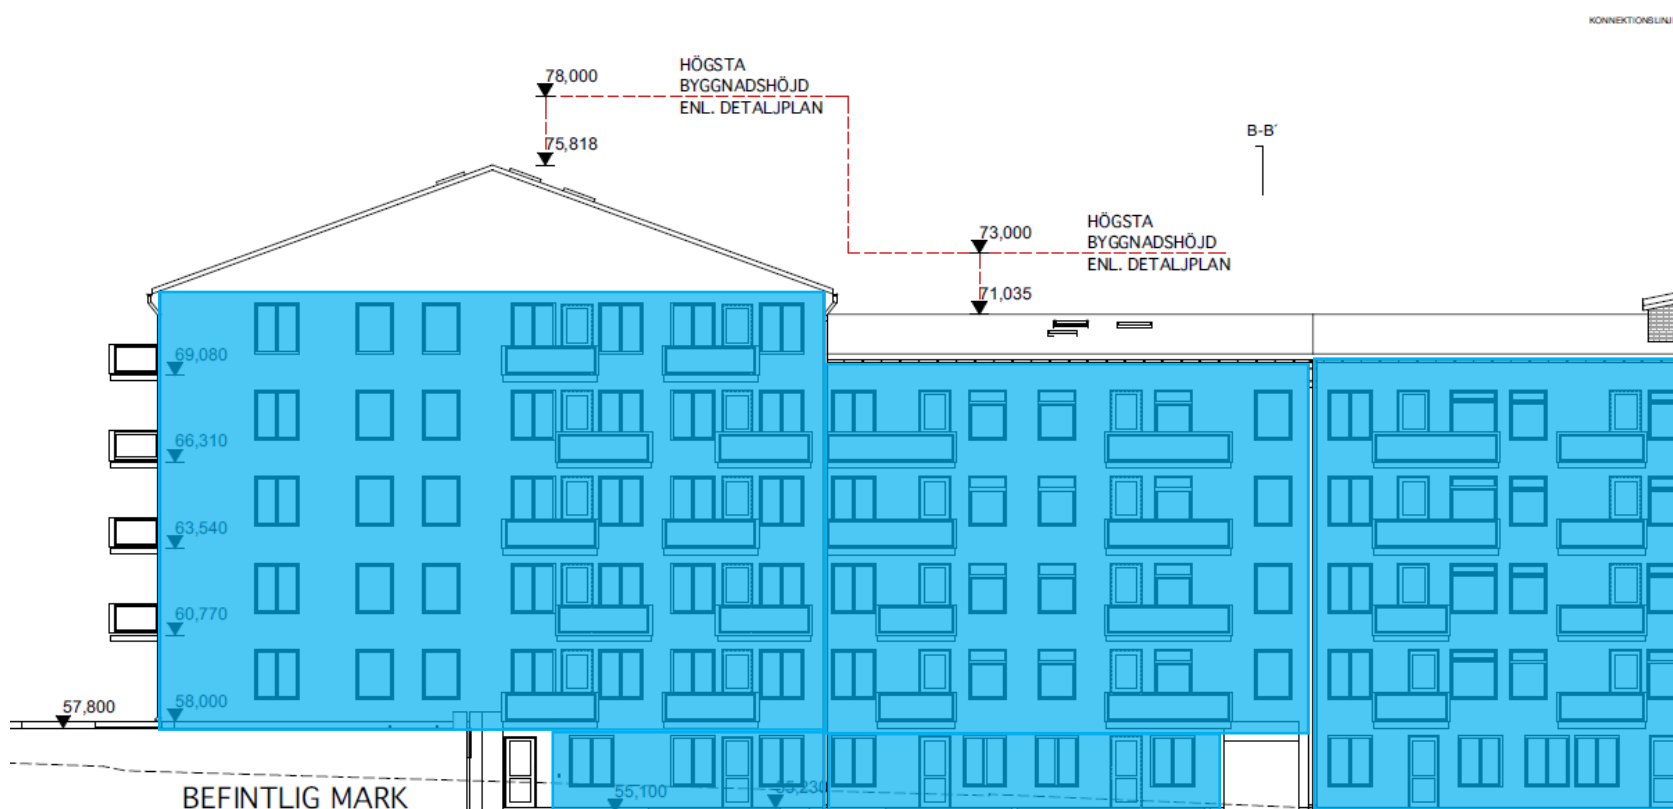 KONNEKTIONSLINJ
78,000
HÖGSTA
BYGGNADSHÖJD
ENL. DETALJPLAN
75,818
B-B´
73,000
HÖGSTA
BYGGNADSHÖJD
ENL. DETALJPLAN
71,035
69,080
66,310
63,540
60,770
58,000
57,800
55,100
55,230
BEFINTLIG MARK